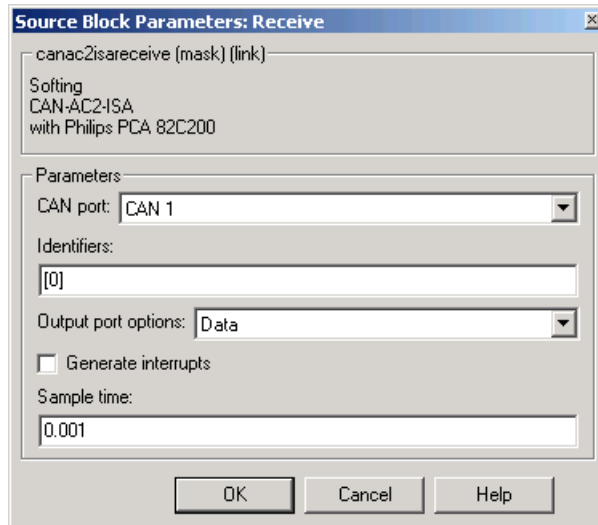 Source Block Parameters: Receive
canac2isareceive (mask) (link)
Softing
CAN-AC2-ISA
with Philips PCA 82C200
Parameters
CAN port: CAN 1
Identifiers:
[0]
Output port options: Data
Generate interrupts
Sample time:
0.001
OK Cancel Help